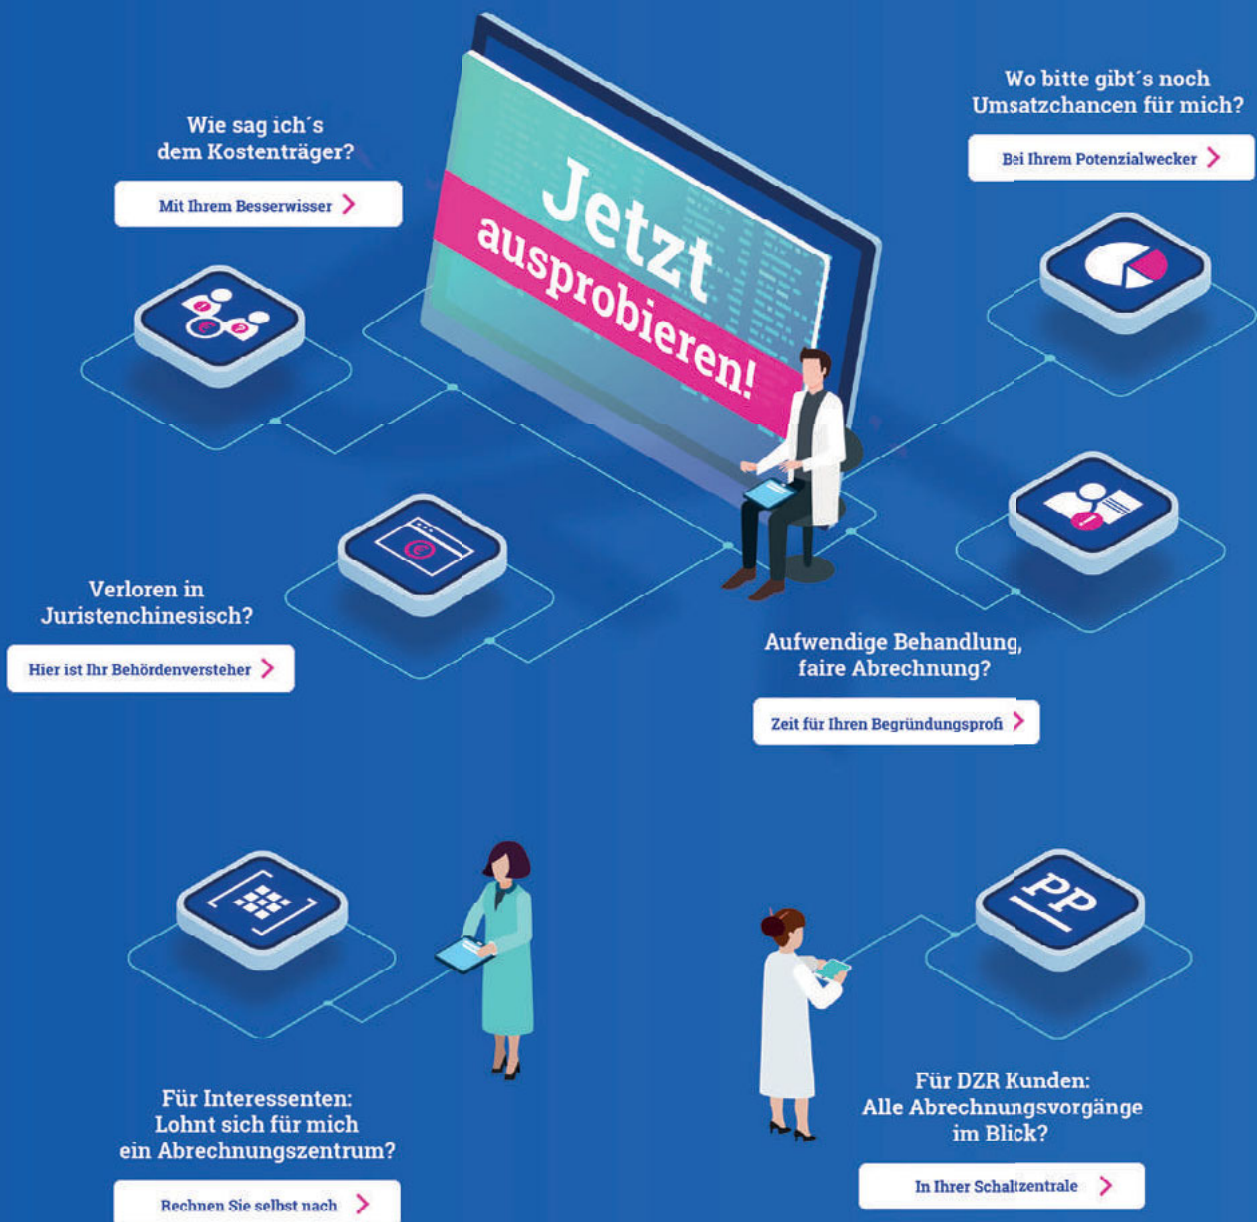 Wo bitte gibt´s noch
Umsatzchancen für mich?
Bei Ihrem Potenzialwecker
Wie sag ich´s
dem Kostenträger?
Mit Ihrem Besserwisser
Jetzt
ausprobieren!
Verloren in
Juristenchinesisch?
Hier ist Ihr Behördenversteher
Aufwendige Behandlung,
faire Abrechnung?
Zeit für Ihren Begründungsprofi
PP
Für Interessenten:
Lohnt sich für mich
ein Abrechnungszentrum?
Rechnen Sie selbst nach
Für DZR Kunden:
Alle Abrechnungsvorgänge
im Blick?
In Ihrer Schaltzentrale